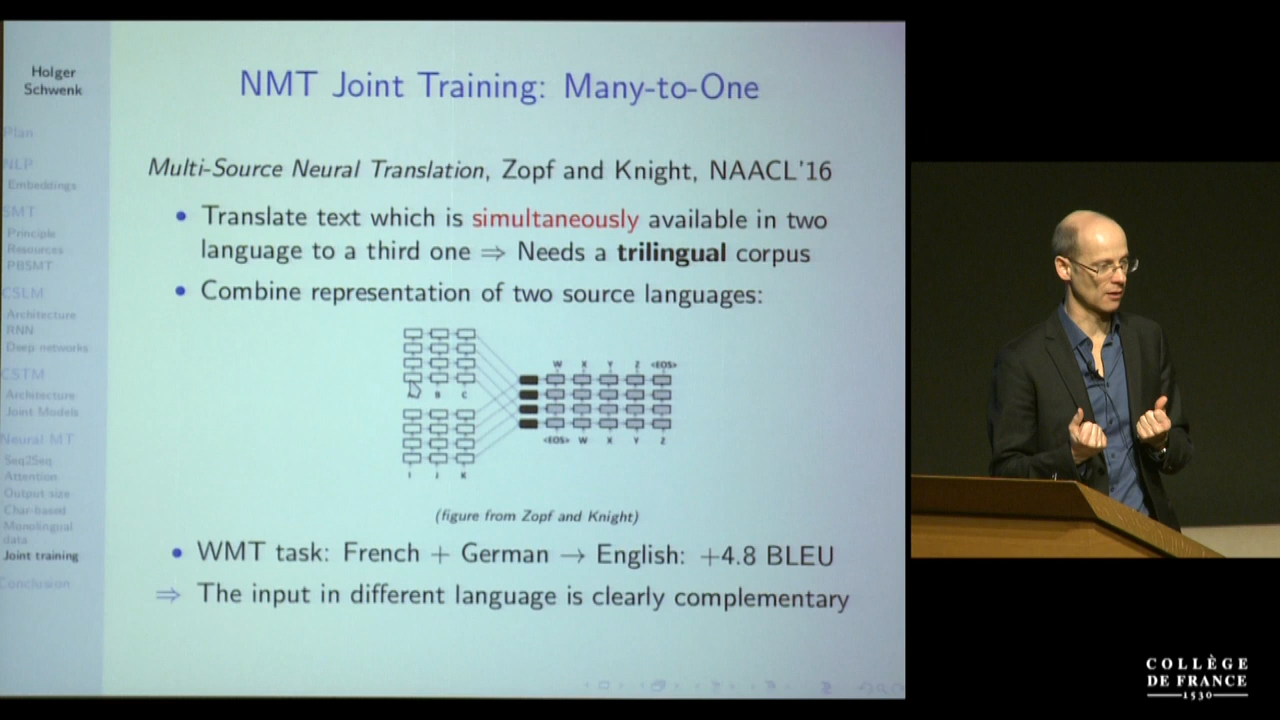 Holger
Schwenk
Plan
NLP
Embeddings
SMT
Principle
Resources
PBSMT
CSLM
Architecture
RNN
Deep networks
CSTM
Architecture
Joint Models
Neural MT
Seq2Seq
Attention
Output size
Char-based
Monolingual
data
Joint training
Conclusion
NMT Joint Training: Many-to-One
Multi-Source Neural Translation, Zopf and Knight, NAACL'16
• Translate text which is simultaneously available in two
language to a third one ⇒ Needs a trilingual corpus
• Combine representation of two source languages:
W X Y Z <EOS>
B C
<EOS> W X Y Z
I J K
(figure from Zopf and Knight)
• WMT task: French + German → English: +4.8 BLEU
⇒ The input in different language is clearly complementary
COLLÈGE
DE FRANCE
1530